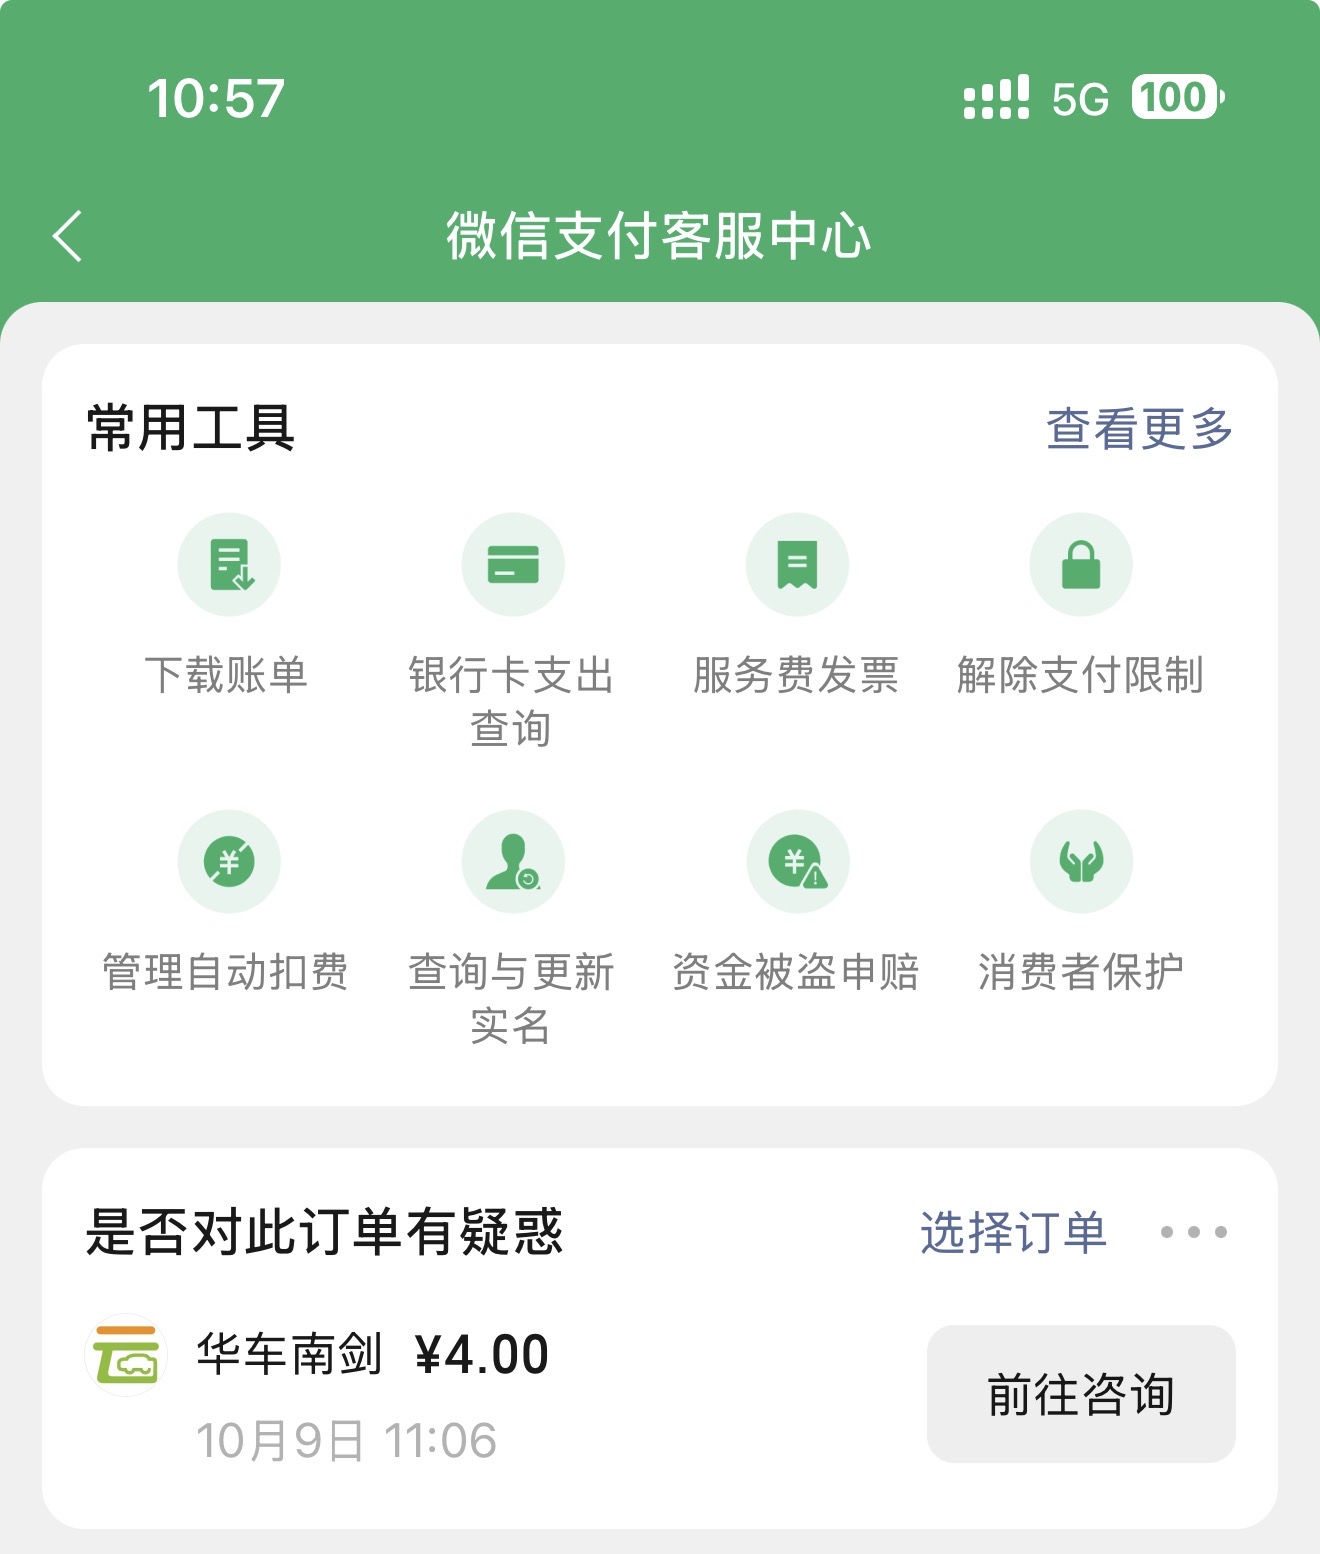 10:57
5G 100
微信支付客服中心
常用工具 查看更多
下载账单 银行卡支出 服务费发票 解除支付限制
查询
管理自动扣费 查询与更新 资金被盗申赔 消费者保护
实名
是否对此订单有疑惑 选择订单
华车南剑 ¥4.00
前往咨询
10月9日 11:06